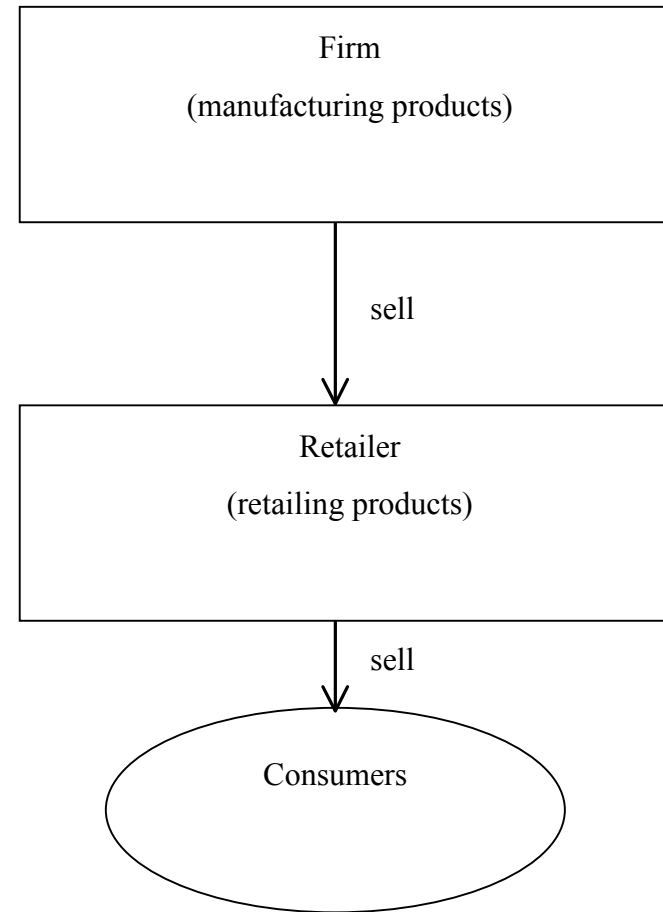 Firm
(manufacturing products)
sell
Retailer
(retailing products)
sell
Consumers